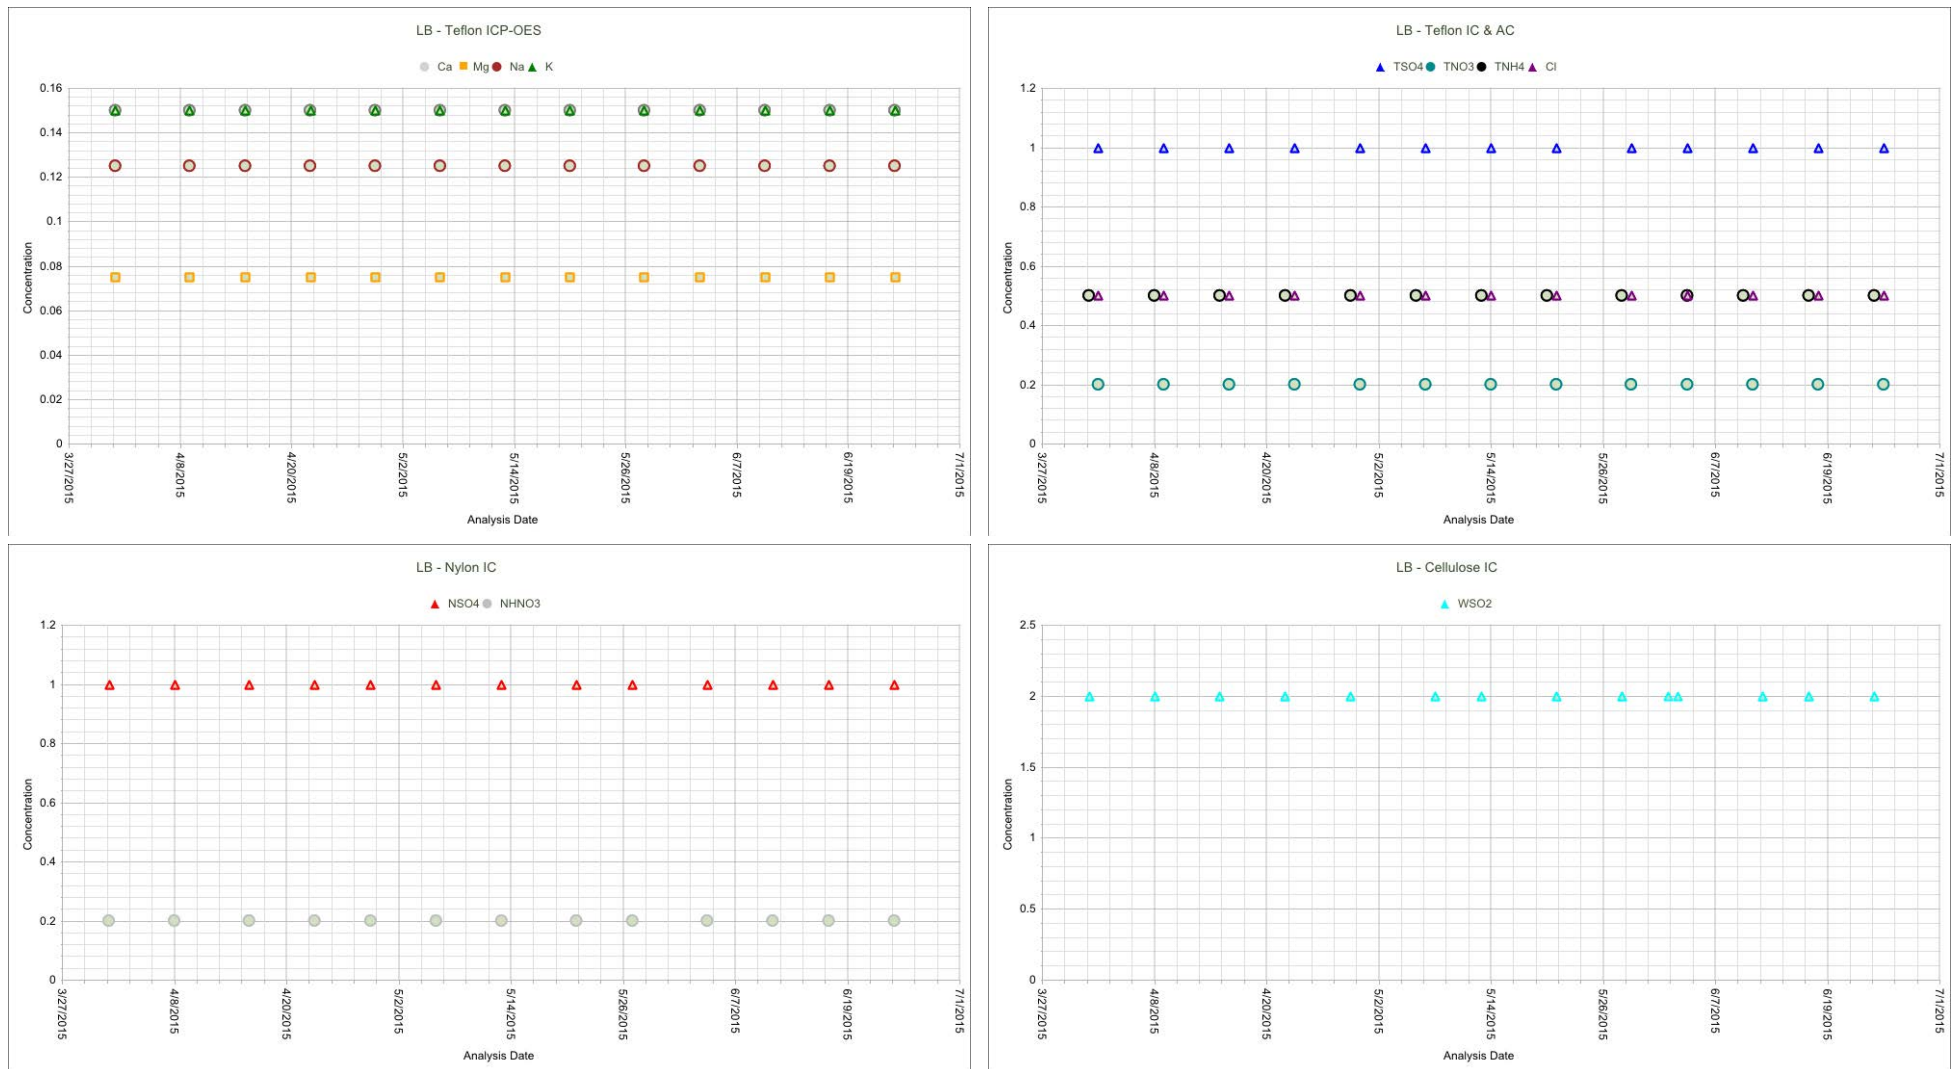 LB - Teflon ICP-OES
Ca Mg Na K
0.16
0.14
0.12
0.1
0.08
0.06
0.04
0.02
0
Concentration
3/27/2015 4/8/2015 4/20/2015 5/2/2015 5/14/2015 5/26/2015 6/7/2015 6/19/2015 7/1/2015
Analysis Date
LB - Teflon IC & AC
TSO4 TNO3 TNH4 Cl
1.2
1
0.8
0.6
0.4
0.2
0
Concentration
3/27/2015 4/8/2015 4/20/2015 5/2/2015 5/14/2015 5/26/2015 6/7/2015 6/19/2015 7/1/2015
Analysis Date
LB - Nylon IC
NSO4 NHNO3
1.2
1
0.8
0.6
0.4
0.2
0
Concentration
3/27/2015 4/8/2015 4/20/2015 5/2/2015 5/14/2015 5/26/2015 6/7/2015 6/19/2015 7/1/2015
Analysis Date
LB - Cellulose IC
WSO2
2.5
2
1.5
1
0.5
0
Concentration
3/27/2015 4/8/2015 4/20/2015 5/2/2015 5/14/2015 5/26/2015 6/7/2015 6/19/2015 7/1/2015
Analysis Date